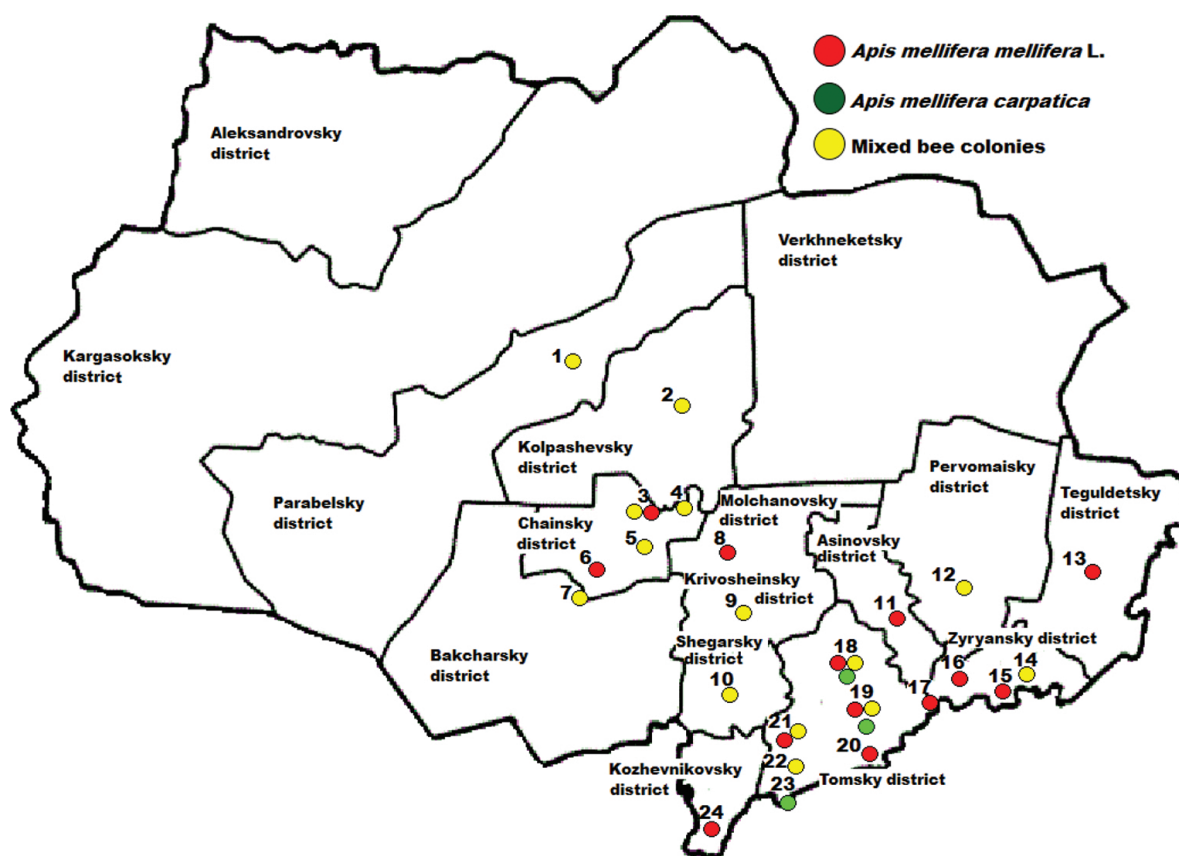 Apis mellifera mellifera L.
Apis mellifera carpatica
Mixed bee colonies
Aleksandrovsky
district
Verkhneketsky
district
Kargasoksky
district
1
2
Kolpashevsky
district
Pervomaisky
district
Teguldetsky
district
Parabelsky
district
3
4
Molchanovsky
district
Chainsky
district
5
Asinovsky
district
6
7
8
13
Krivosheinsky
district
9
12
11
Shegarsky
district
Zyryansky district
Bakcharsky
district
10
18
16
15
14
17
19
21
20
22
Kozhevnikovsky
district
23
Tomsky district
24